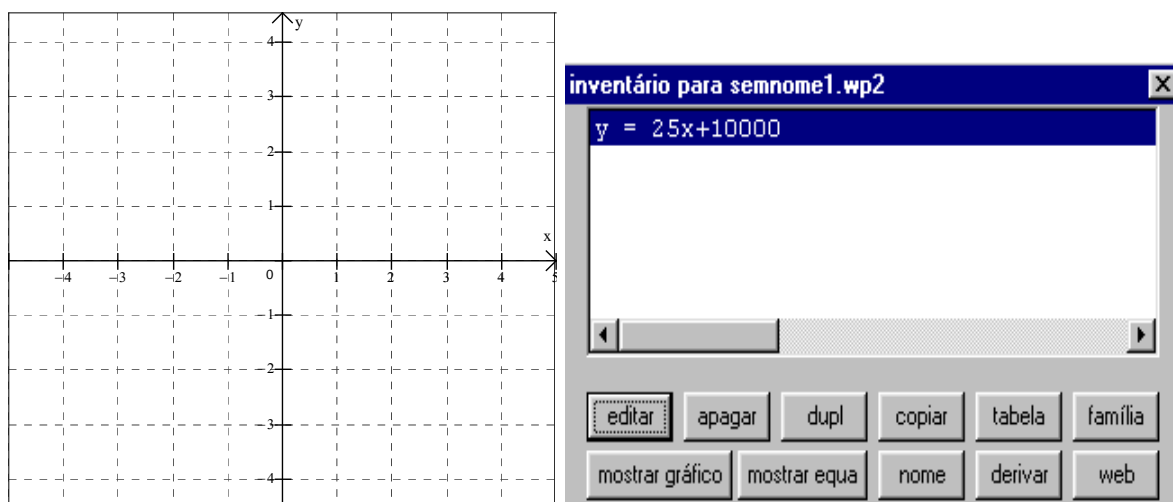 y
4
3
2
1
x
−4 −3 −2 −1 0 1 2 3 4 5
−1
−2
−3
−4
inventário para semnome1.wp2
y = 25x+10000
editar apagar dupl copiar tabela família
mostrar gráfico mostrar equa nome derivar web